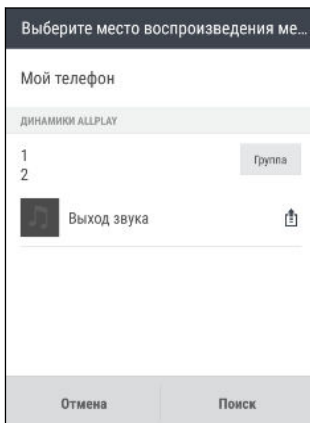 Выберите место воспроизведения ме...
Мой телефон
ДИНАМИКИ ALLPLAY
1
2
Группа
Выход звука
Отмена
Поиск